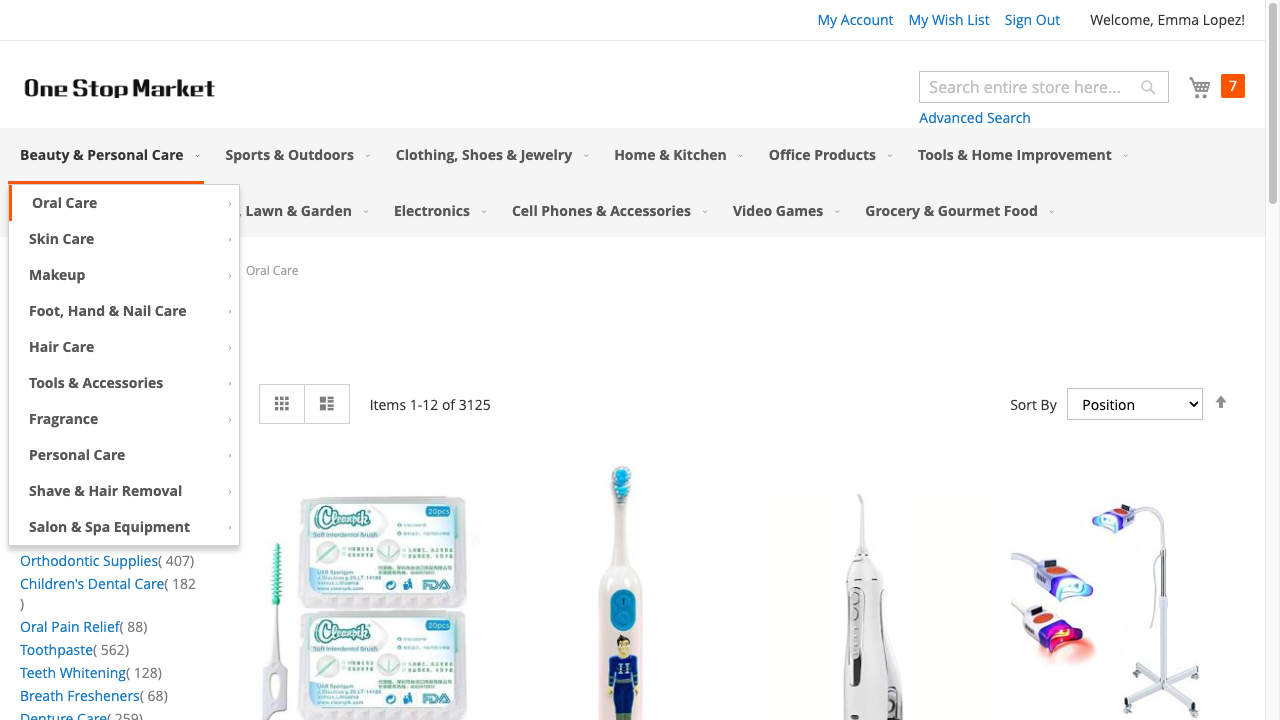 My Account My Wish List Sign Out Welcome, Emma Lopez!
One Stop Market
Search entire store here...
7
Advanced Search
Beauty & Personal Care Sports & Outdoors Clothing, Shoes & Jewelry Home & Kitchen Office Products Tools & Home Improvement
, Lawn & Garden Electronics Cell Phones & Accessories Video Games Grocery & Gourmet Food
Oral Care
Skin Care
Makeup
Foot, Hand & Nail Care
Hair Care
Tools & Accessories
Fragrance
Personal Care
Shave & Hair Removal
Salon & Spa Equipment
Oral Care
Items 1-12 of 3125
Sort By Position
Orthodontic Supplies( 407)
Children's Dental Care( 182
)
Oral Pain Relief( 88)
Toothpaste( 562)
Teeth Whitening( 128)
Breath Fresheners( 68)
Denture Care( 259)
Cleanpik
20pcs
Soft Interdental Brush
FDA
Cleanpik
20pcs
Soft Interdental Brush
FDA